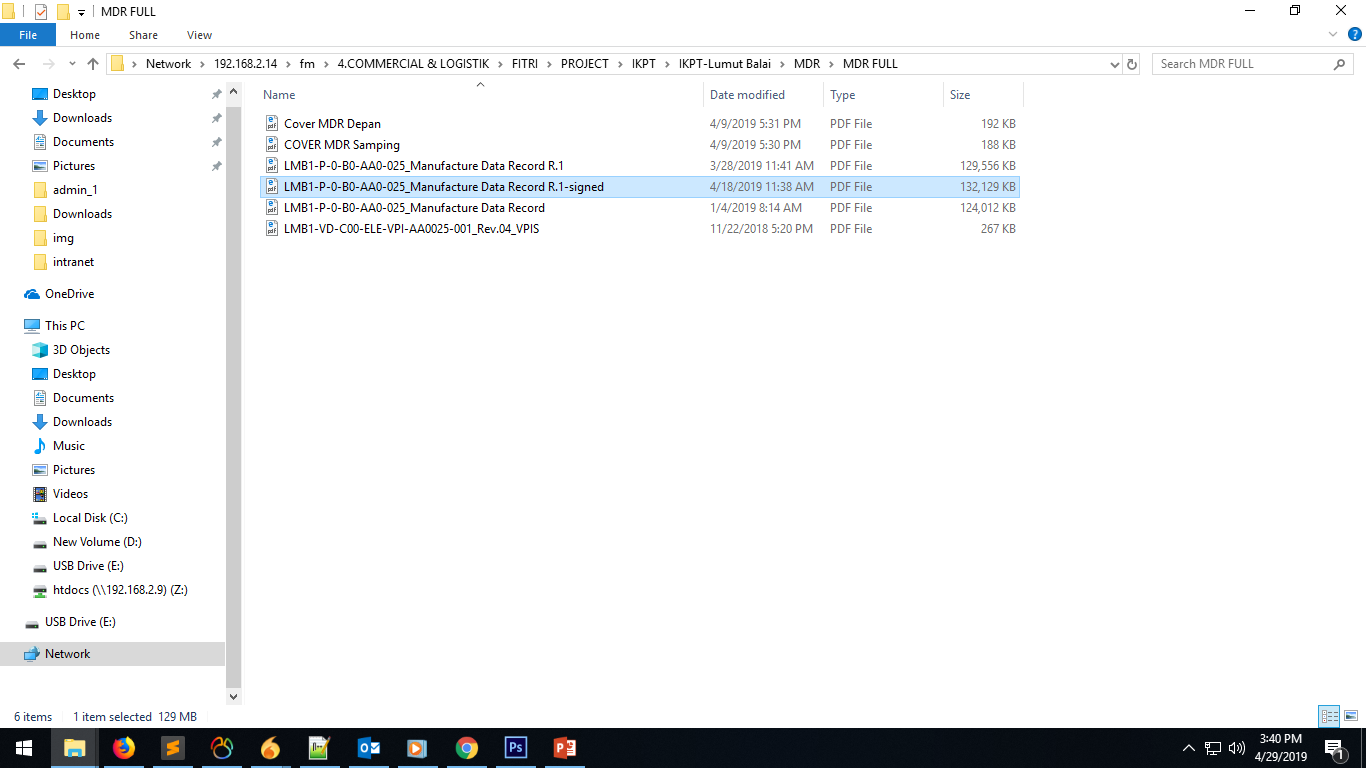 MDR FULL
File Home Share View
Network 192.168.2.14 fm 4.COMMERCIAL & LOGISTIK FITRI PROJECT IKPT IKPT-Lumut Balai MDR MDR FULL
Search MDR FULL
Desktop
Downloads
Documents
Pictures
admin_1
Downloads
img
intranet
OneDrive
This PC
3D Objects
Desktop
Documents
Downloads
Music
Pictures
Videos
Local Disk (C:)
New Volume (D:)
USB Drive (E:)
htdocs (\\192.168.2.9) (Z:)
USB Drive (E:)
Network
Name Date modified Type Size
Cover MDR Depan 4/9/2019 5:31 PM PDF File 192 KB
COVER MDR Samping 4/9/2019 5:30 PM PDF File 188 KB
LMB1-P-0-B0-AA0-025_Manufacture Data Record R.1 3/28/2019 11:41 AM PDF File 129,556 KB
LMB1-P-0-B0-AA0-025_Manufacture Data Record R.1-signed 4/18/2019 11:38 AM PDF File 132,129 KB
LMB1-P-0-B0-AA0-025_Manufacture Data Record 1/4/2019 8:14 AM PDF File 124,012 KB
LMB1-VD-C00-ELE-VPI-AA0025-001_Rev.04_VPIS 11/22/2018 5:20 PM PDF File 267 KB
6 items 1 item selected 129 MB
3:40 PM
4/29/2019
1